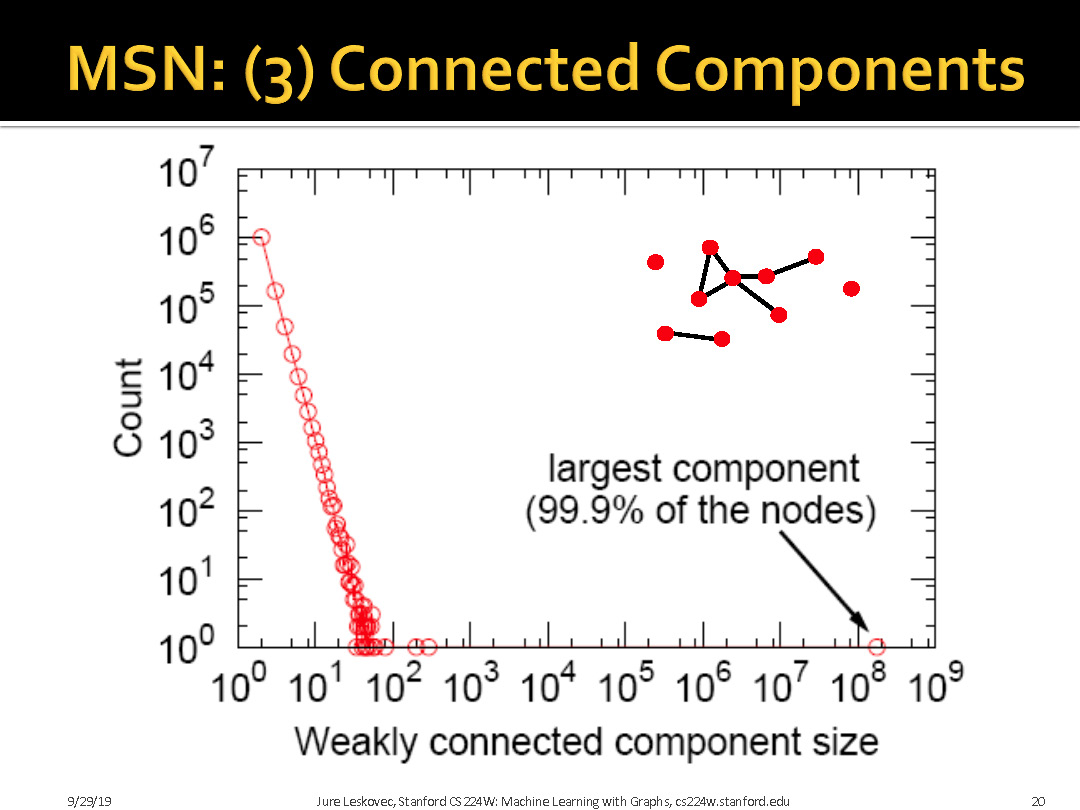 MSN: (3) Connected Components
10^7
10^6
10^5
10^4
10^3
10^2
10^1
10^0
Count
largest component
(99.9% of the nodes)
10^0 10^1 10^2 10^3 10^4 10^5 10^6 10^7 10^8 10^9
Weakly connected component size
9/29/19 Jure Leskovec, Stanford CS224W: Machine Learning with Graphs, cs224w.stanford.edu 20